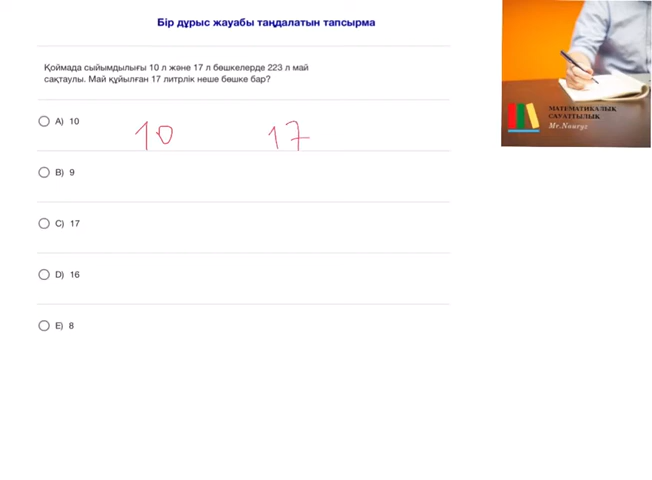 Бір дұрыс жауабы таңдалатын тапсырма
Қоймада сыйымдылығы 10 л және 17 л бөшкелерде 223 л май
сақтаулы. Май құйылған 17 литрлік неше бөшке бар?
A) 10
10 17
B) 9
C) 17
D) 16
E) 8
МАТЕМАТИКАЛЫҚ
САУАТТЫЛЫҚ
Mr.Nauryz